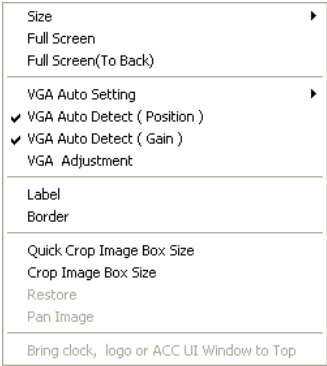 Size
Full Screen
Full Screen(To Back)
VGA Auto Setting
VGA Auto Detect ( Position )
VGA Auto Detect ( Gain )
VGA  Adjustment
Label
Border
Quick Crop Image Box Size
Crop Image Box Size
Restore
Pan Image
Bring clock,  logo or ACC UI Window to Top